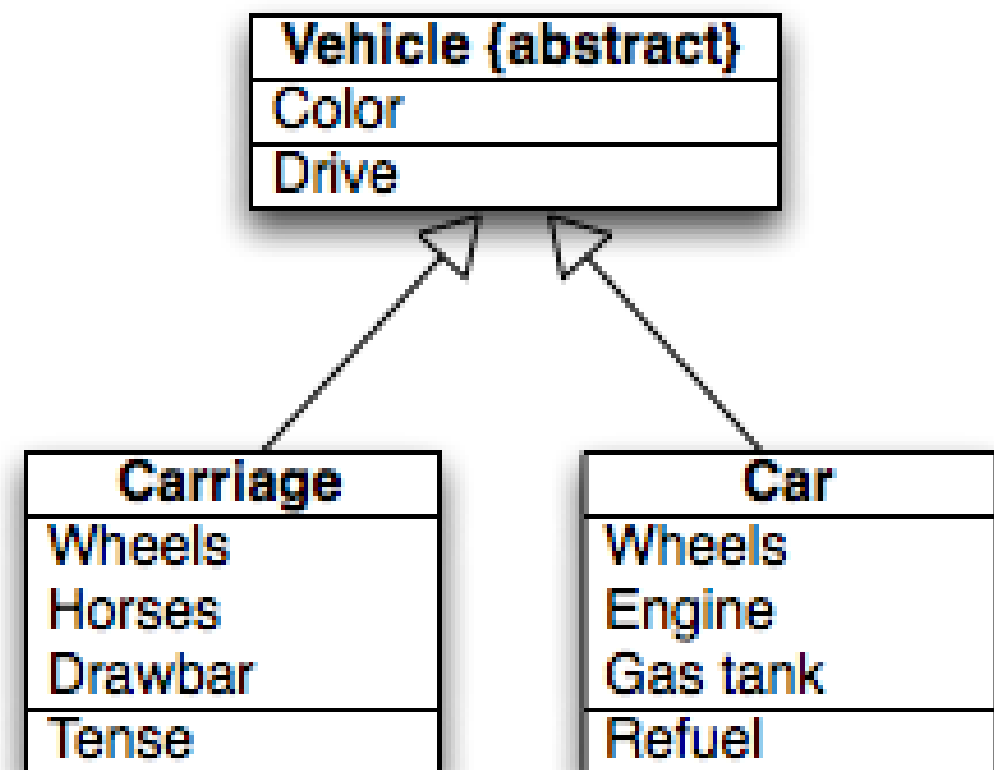 Vehicle {abstract}
Color
Drive
Carriage
Wheels
Horses
Drawbar
Tense
Car
Wheels
Engine
Gas tank
Refuel